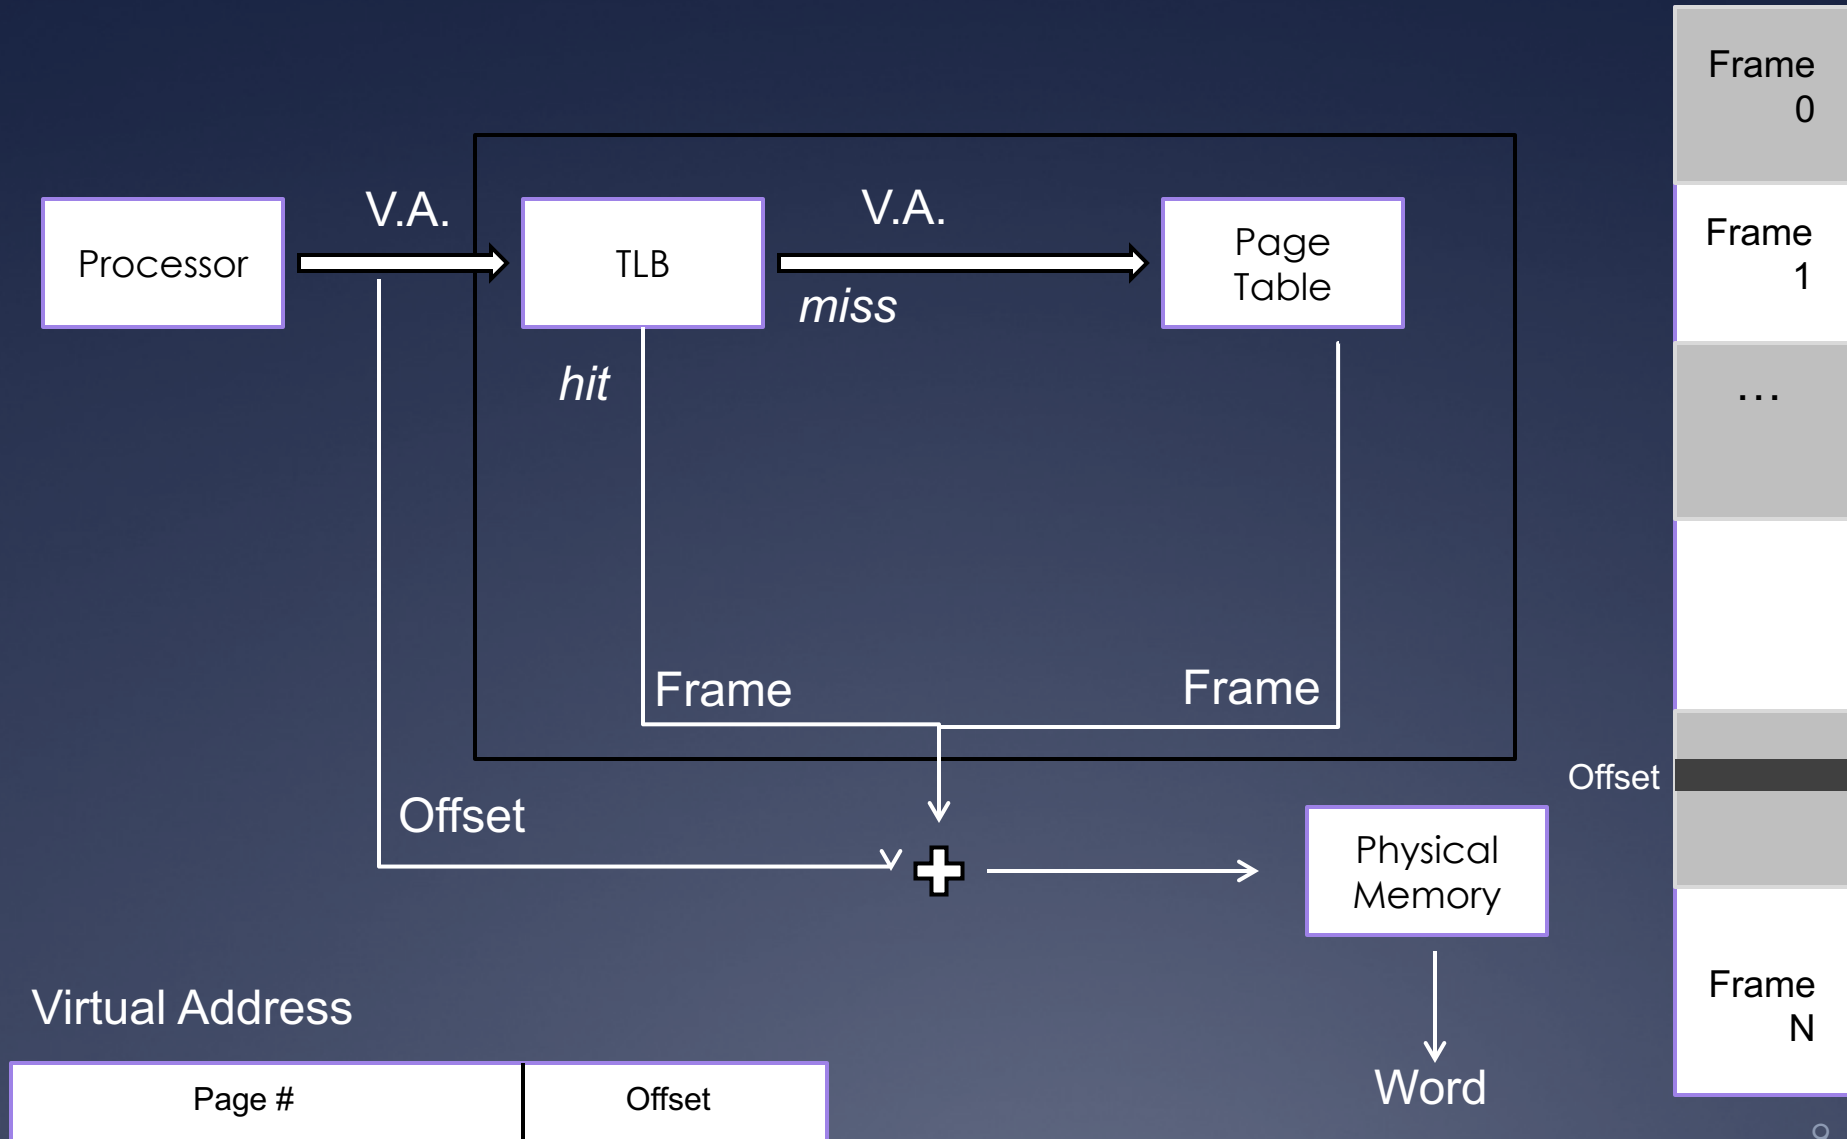 Frame
0
V.A.
V.A.
Processor
TLB
Page
Table
Frame
1
miss
hit
...
Frame
Frame
Offset
Offset
Physical
Memory
Virtual Address
Frame
N
Page #
Offset
Word